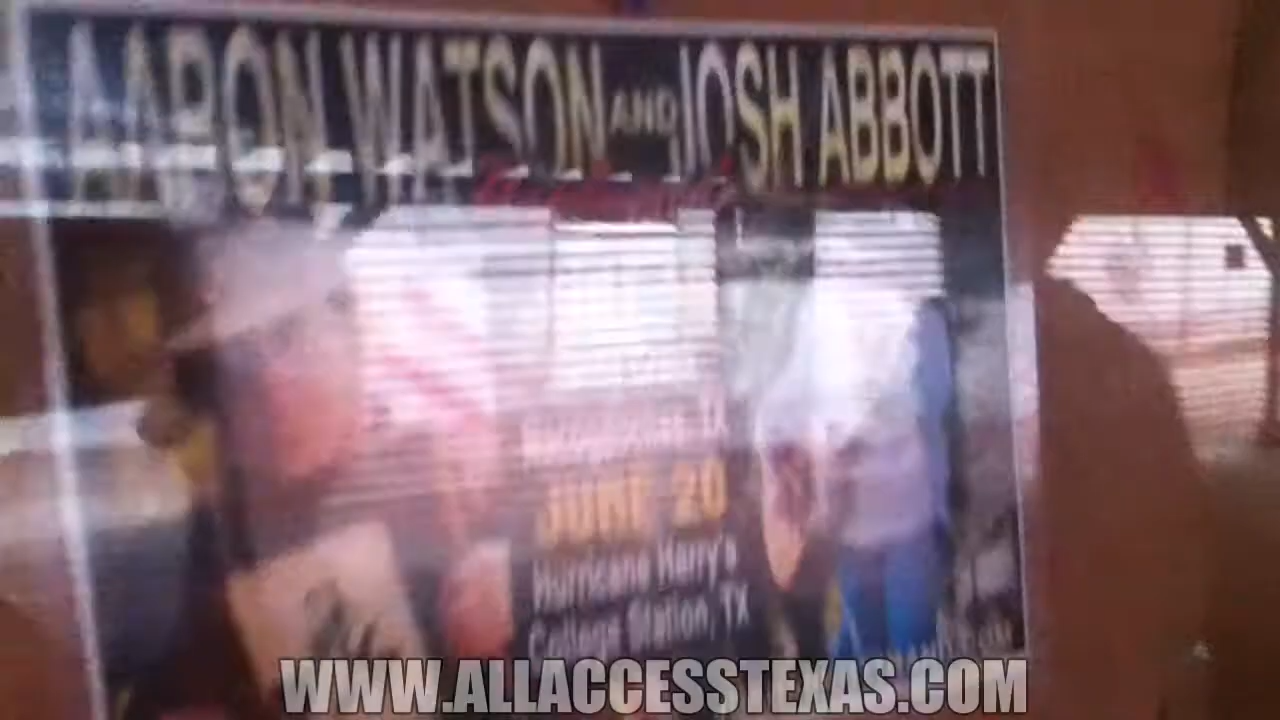 AARON WATSON AND JOSH ABBOTT
JUNE 20
Hurricane Harry's
College Station, TX
WWW.ALLACCESSTEXAS.COM